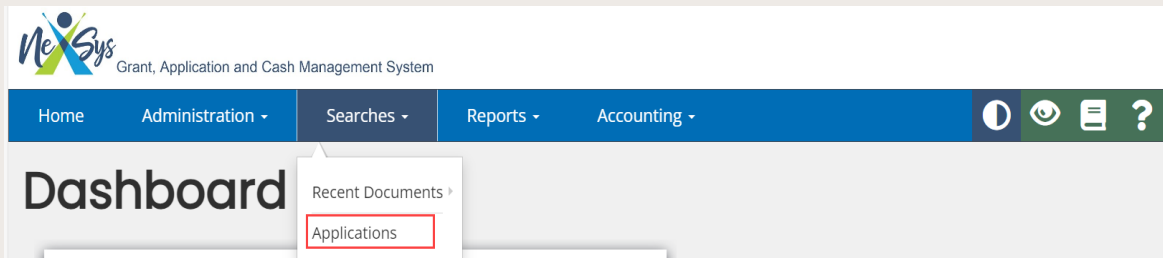 NexSys
Grant, Application and Cash Management System
Home Administration Searches Reports Accounting ?
Dashboard
Recent Documents
Applications